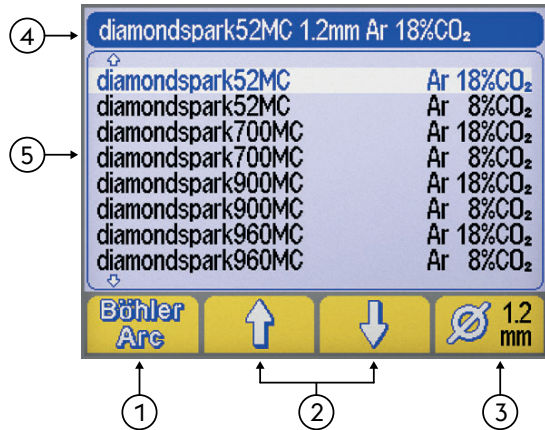 4
diamondspark52MC 1.2mm Ar 18%CO₂
5
diamondspark52MC Ar 18%CO₂
diamondspark52MC Ar 8%CO₂
diamondspark700MC Ar 18%CO₂
diamondspark700MC Ar 8%CO₂
diamondspark900MC Ar 18%CO₂
diamondspark900MC Ar 8%CO₂
diamondspark960MC Ar 18%CO₂
diamondspark960MC Ar 8%CO₂
Böhler
Arc
1.2
mm
1
2
3